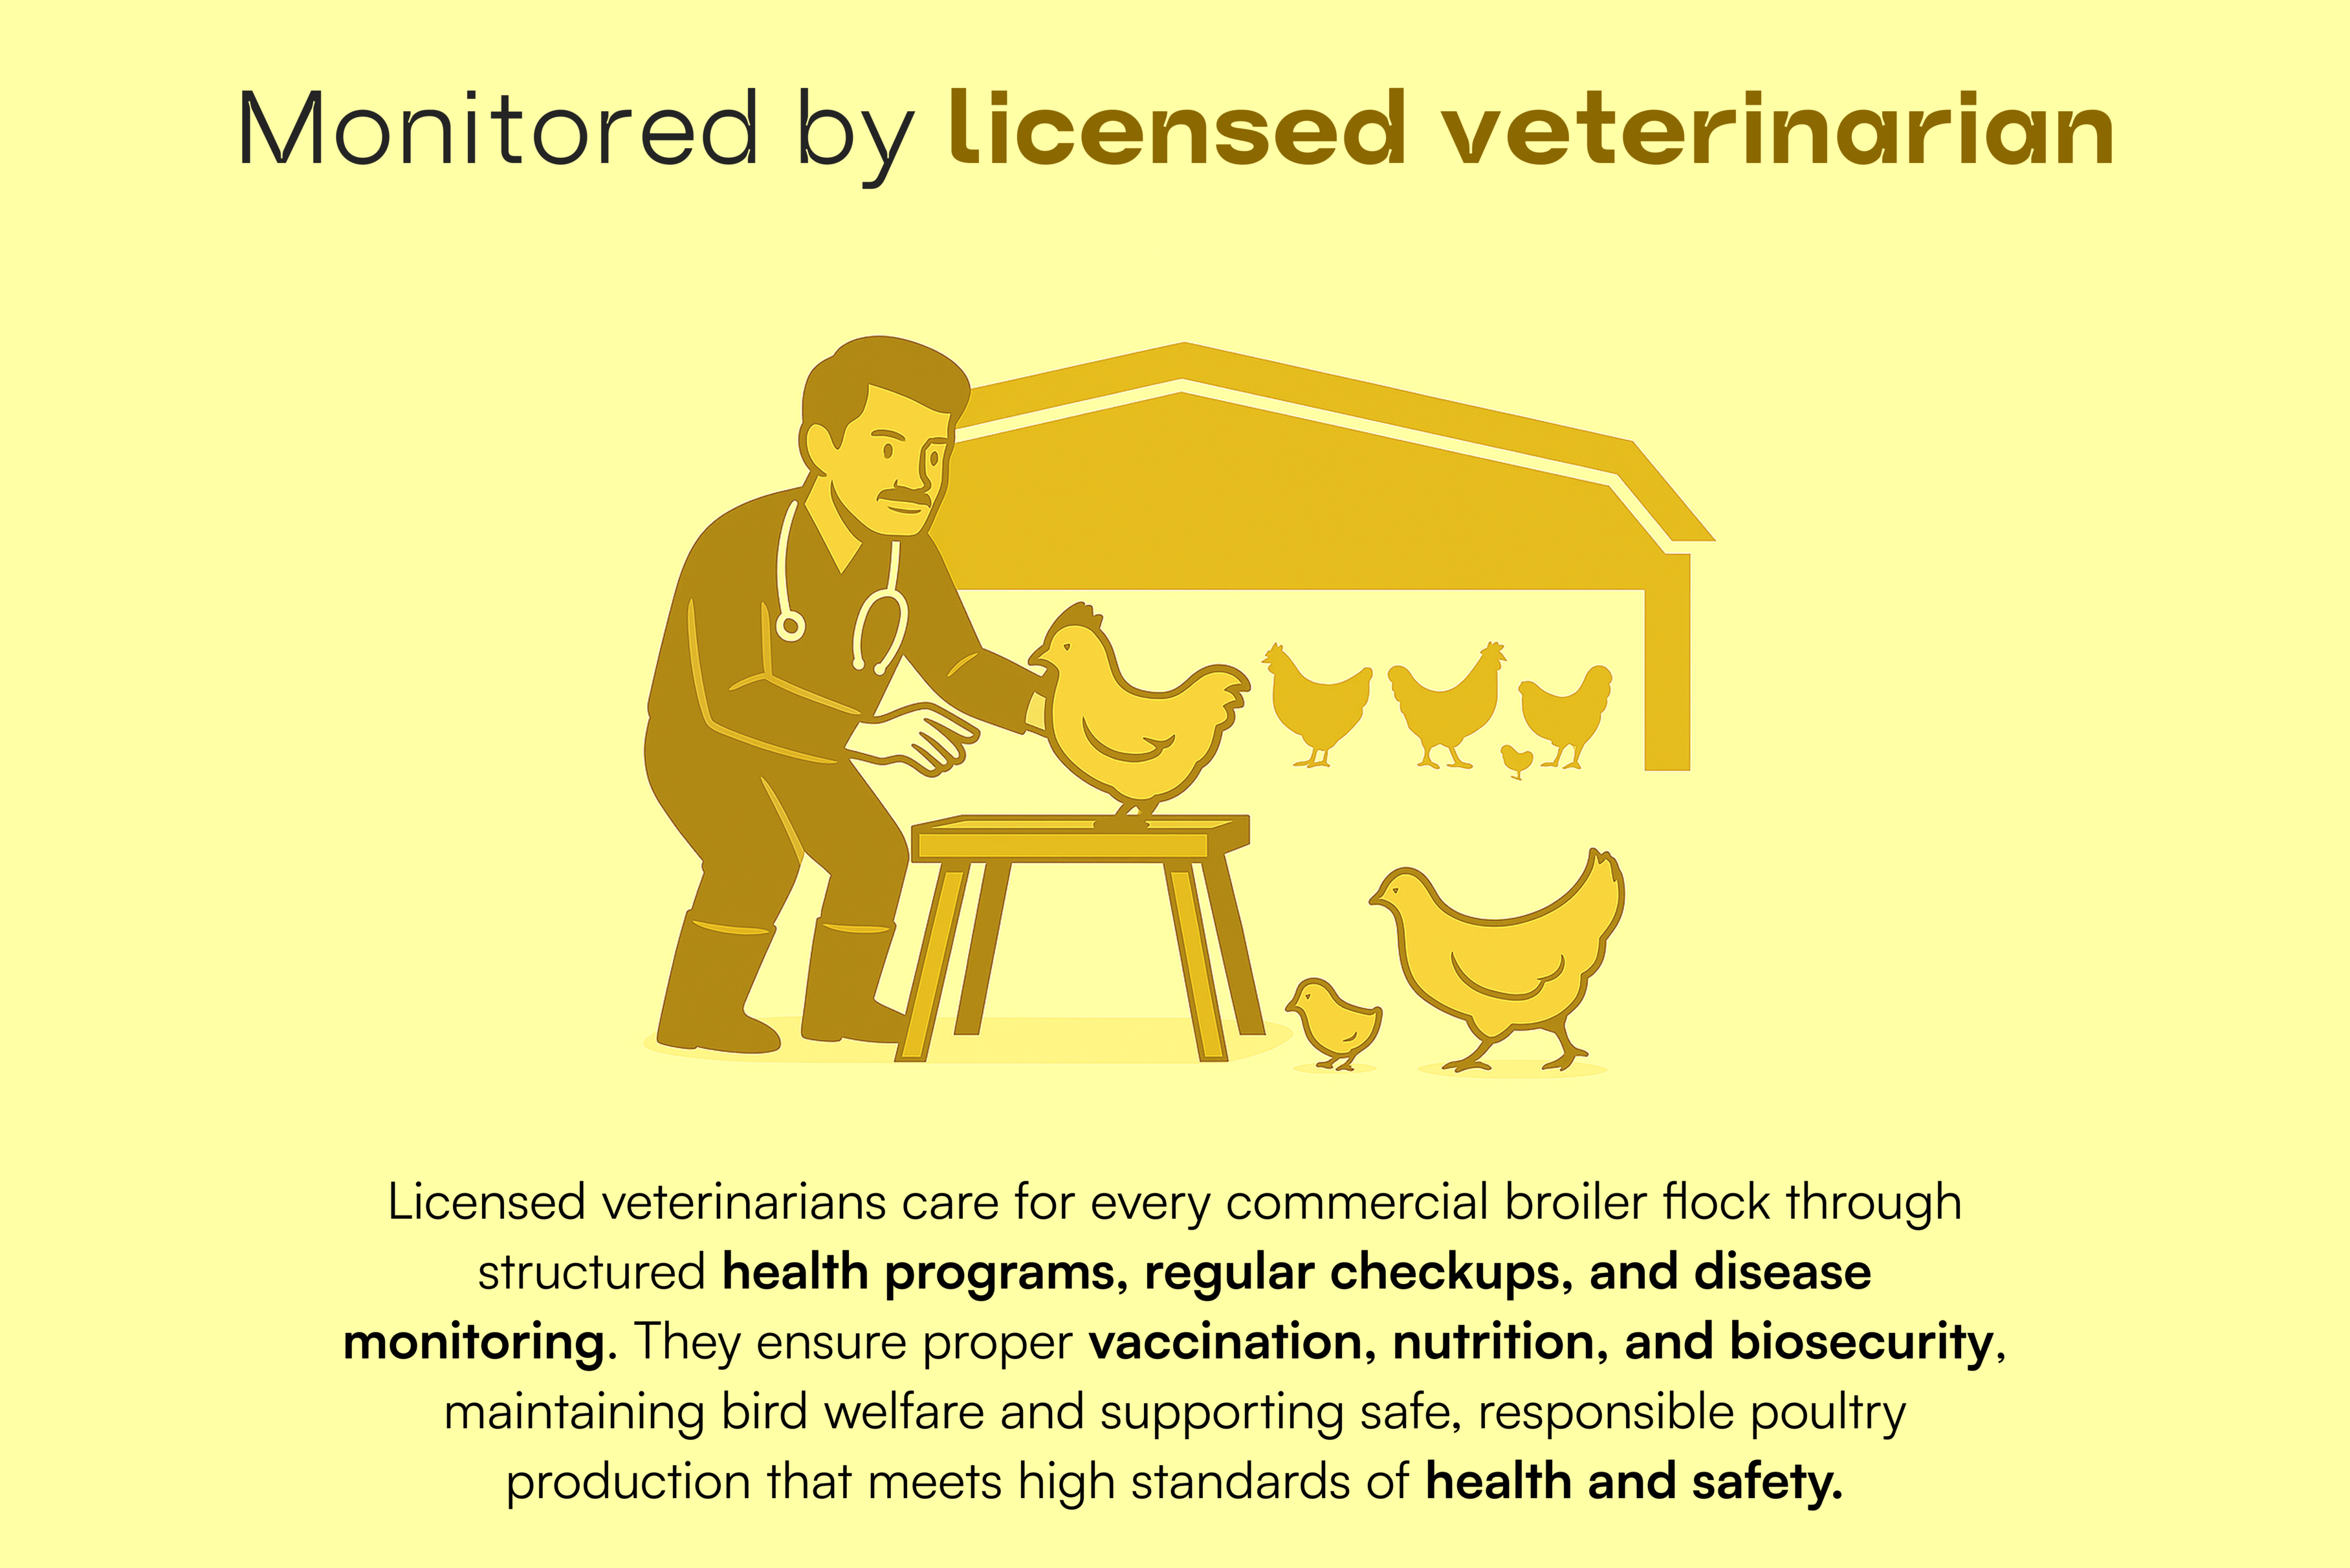 Monitored by licensed veterinarian
Licensed veterinarians care for every commercial broiler flock through
structured health programs, regular checkups, and disease
monitoring. They ensure proper vaccination, nutrition, and biosecurity,
maintaining bird welfare and supporting safe, responsible poultry
production that meets high standards of health and safety.